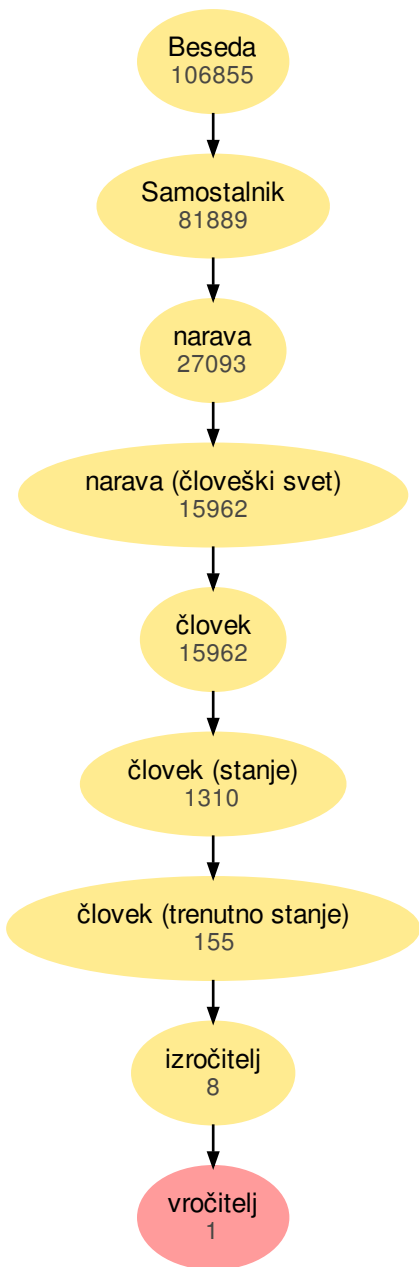 Beseda
106855
Samostalnik
81889
narava
27093
narava (človeški svet)
15962
človek
15962
človek (stanje)
1310
človek (trenutno stanje)
155
izročitelj
8
vročitelj
1